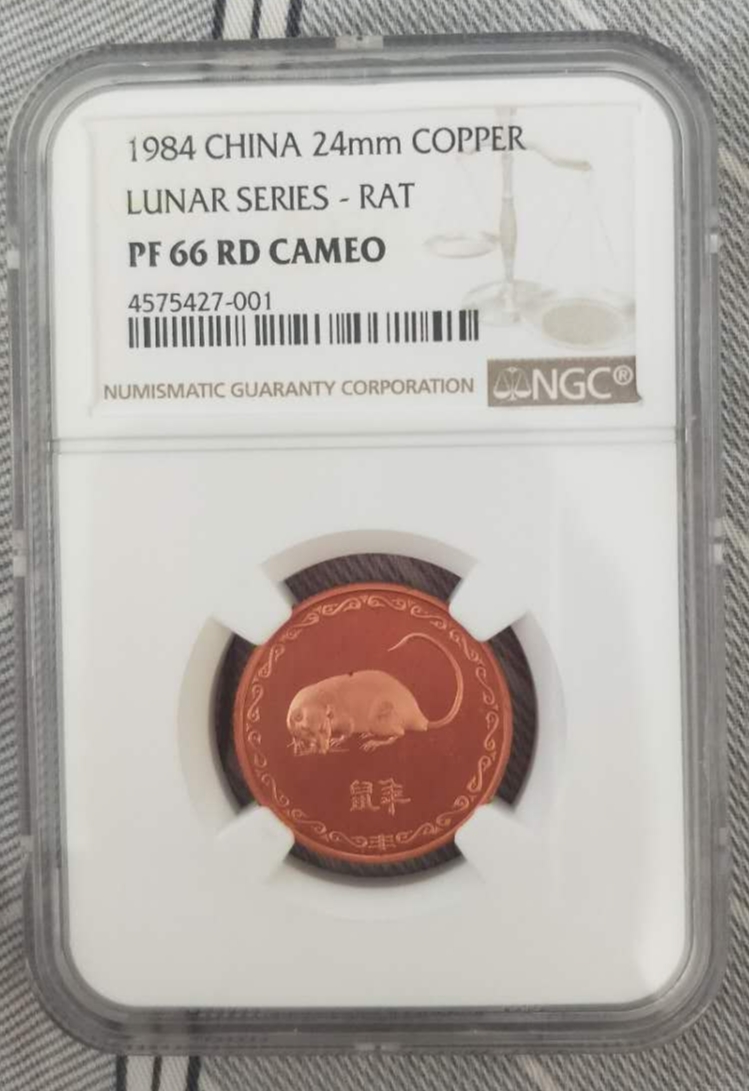 1984 CHINA 24mm COPPER
LUNAR SERIES - RAT
PF 66 RD CAMEO
4575427-001
NUMISMATIC GUARANTY CORPORATION NGC®
鼠年